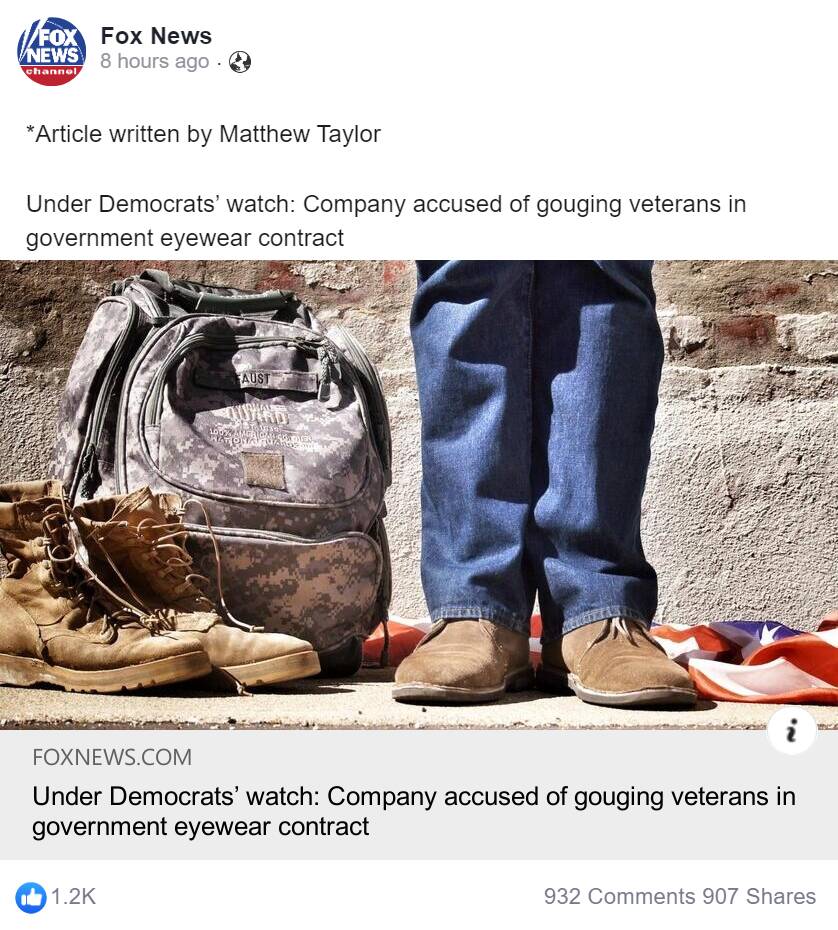 FOX
NEWS
channel
Fox News
8 hours ago ·
*Article written by Matthew Taylor
Under Democrats’ watch: Company accused of gouging veterans in
government eyewear contract
FAUST
i
FOXNEWS.COM
Under Democrats’ watch: Company accused of gouging veterans in
government eyewear contract
1.2K
932 Comments 907 Shares